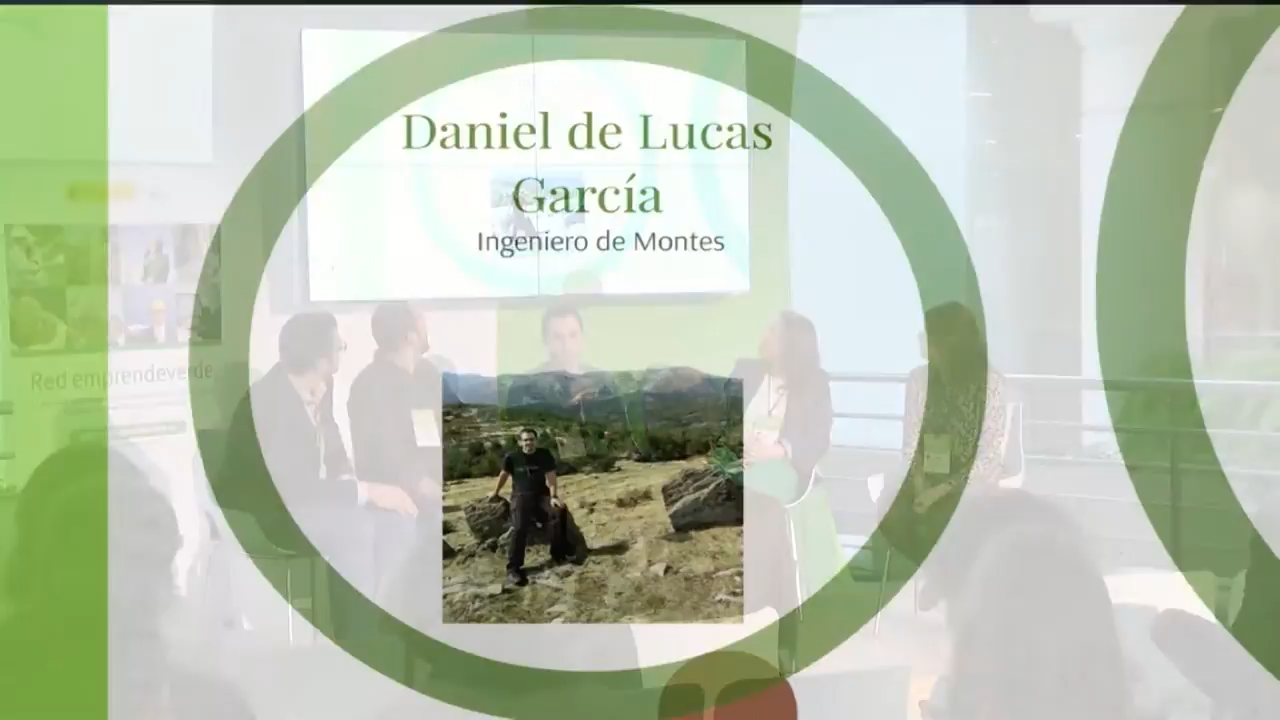 Daniel de Lucas
García
Ingeniero de Montes
Red emprendeverde